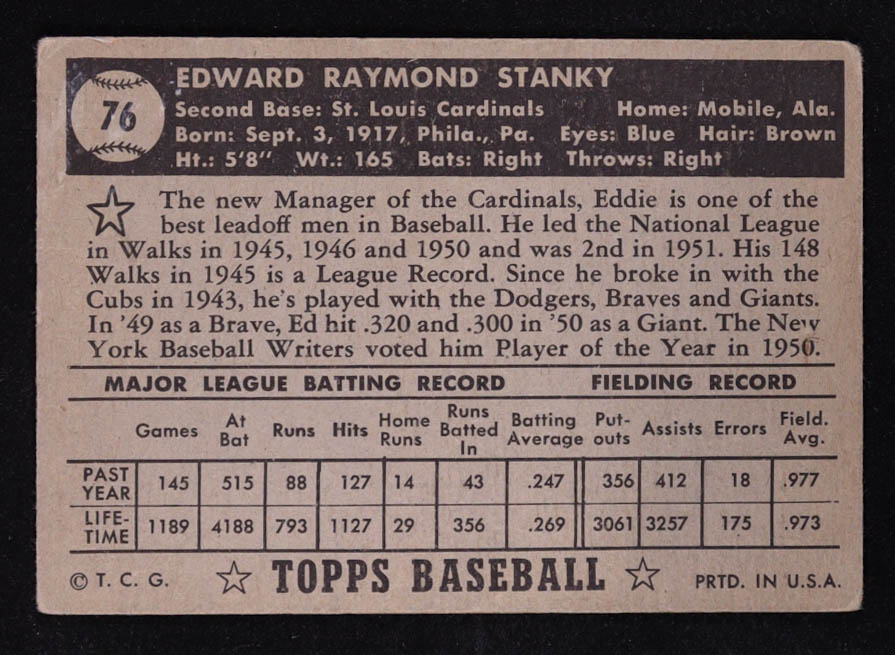 76
EDWARD RAYMOND STANKY
Second Base: St. Louis Cardinals Home: Mobile, Ala.
Born: Sept. 3, 1917, Phila., Pa. Eyes: Blue Hair: Brown
Ht.: 5'8" Wt.: 165 Bats: Right Throws: Right
The new Manager of the Cardinals, Eddie is one of the
best leadoff men in Baseball. He led the National League
in Walks in 1945, 1946 and 1950 and was 2nd in 1951. His 148
Walks in 1945 is a League Record. Since he broke in with the
Cubs in 1943, he's played with the Dodgers, Braves and Giants.
In '49 as a Brave, Ed hit .320 and .300 in '50 as a Giant. The New
York Baseball Writers voted him Player of the Year in 1950.
MAJOR LEAGUE BATTING RECORD FIELDING RECORD
Games At Bat Runs Hits Home Runs Runs Batted In Batting Average Put-outs Assists Errors Field. Avg.
PAST YEAR 145 515 88 127 14 43 .247 356 412 18 .977
LIFE-TIME 1189 4188 793 1127 29 356 .269 3061 3257 175 .973
© T. C. G. TOPPS BASEBALL PRTD. IN U.S.A.